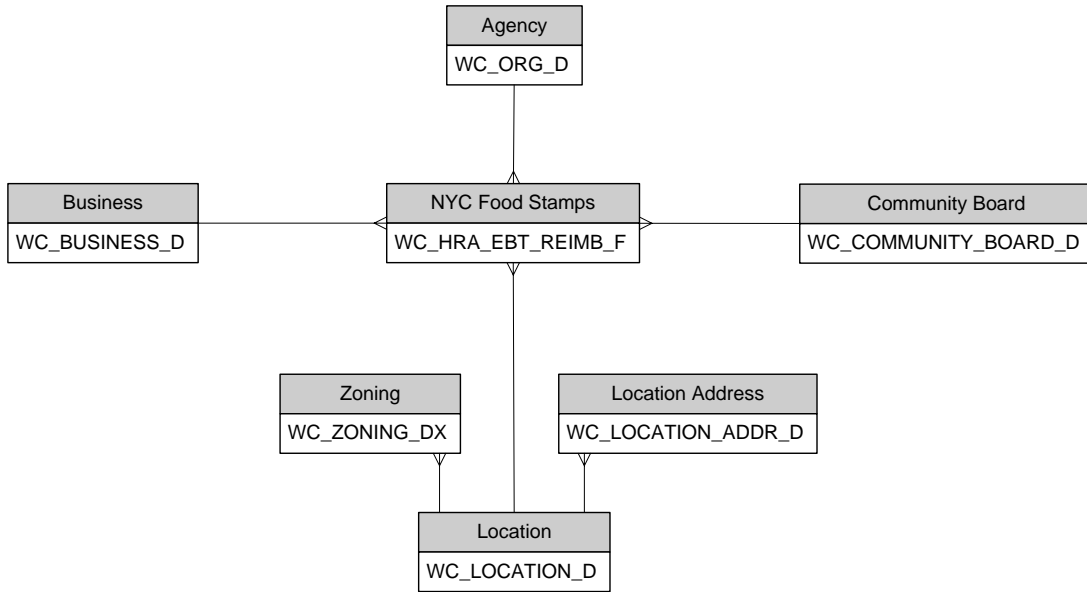 Agency
WC_ORG_D
Business
WC_BUSINESS_D
NYC Food Stamps
WC_HRA_EBT_REIMB_F
Community Board
WC_COMMUNITY_BOARD_D
Zoning
WC_ZONING_DX
Location Address
WC_LOCATION_ADDR_D
Location
WC_LOCATION_D